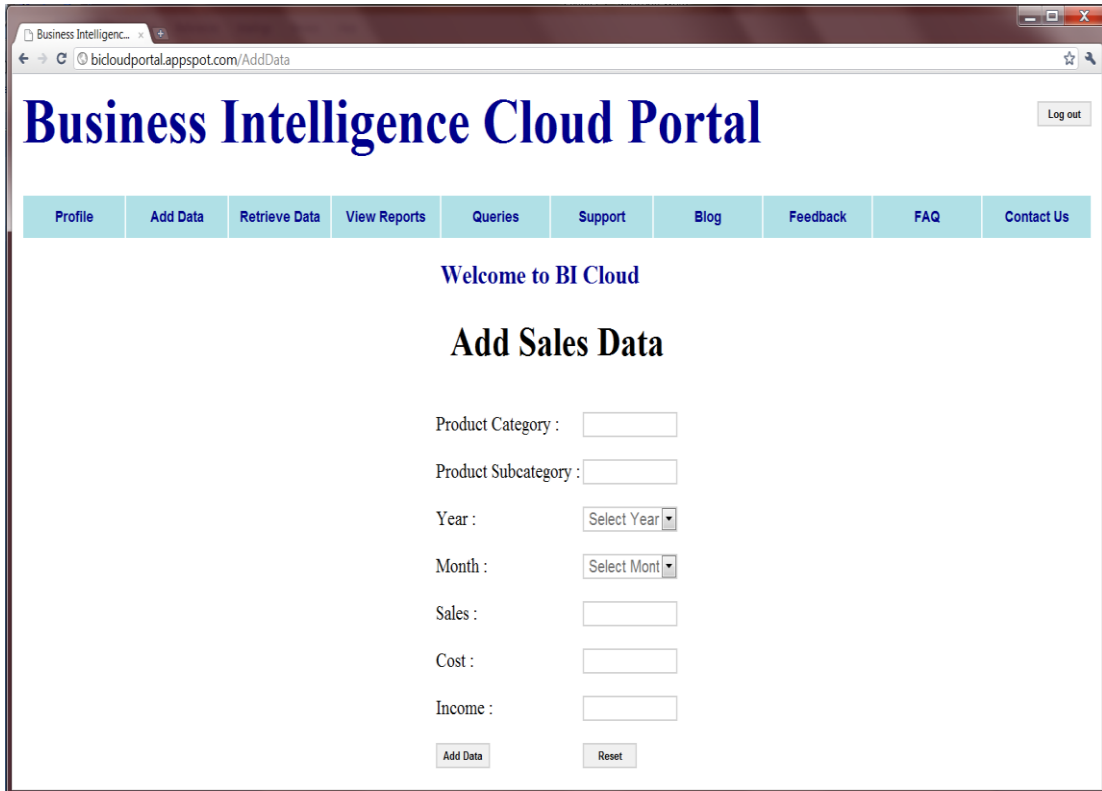 Business Intelligenc...
bicloudportal.appspot.com/AddData
Business Intelligence Cloud Portal
Log out
Profile Add Data Retrieve Data View Reports Queries Support Blog Feedback FAQ Contact Us
Welcome to BI Cloud
Add Sales Data
Product Category :
Product Subcategory :
Year : Select Year
Month : Select Mont
Sales :
Cost :
Income :
Add Data Reset